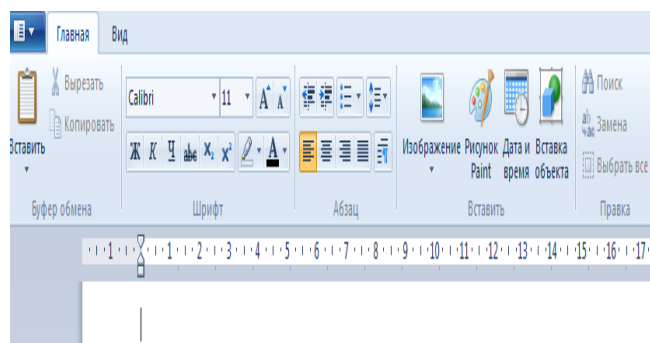 Главная Вид
Вырезать
Копировать
Вставить
Calibri 11 А А
Ж К Ч abc X₂ x² А
Изображение Рисунок Paint Дата и время Вставка объекта
Поиск
Замена
Выбрать все
Буфер обмена Шрифт Абзац Вставить Правка
1 1 2 3 4 5 6 7 8 9 10 11 12 13 14 15 16 17